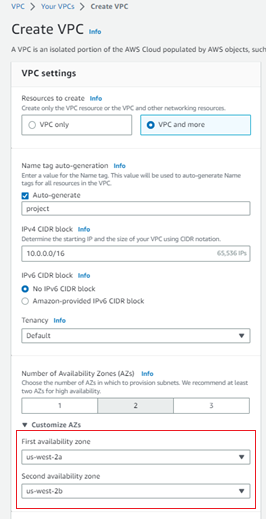 VPC > Your VPCs > Create VPC
Create VPC Info
A VPC is an isolated portion of the AWS Cloud populated by AWS objects, such
VPC settings
Resources to create Info
Create only the VPC resource or the VPC and other networking resources.
VPC only
VPC and more
Name tag auto-generation Info
Enter a value for the Name tag. This value will be used to auto-generate Name
tags for all resources in the VPC.
Auto-generate
project
IPv4 CIDR block Info
Determine the starting IP and the size of your VPC using CIDR notation.
10.0.0.0/16 65,536 IPs
IPv6 CIDR block Info
No IPv6 CIDR block
Amazon-provided IPv6 CIDR block
Tenancy Info
Default
Number of Availability Zones (AZs) Info
Choose the number of AZs in which to provision subnets. We recommend at least
two AZs for high availability.
1 2 3
Customize AZs
First availability zone
us-west-2a
Second availability zone
us-west-2b